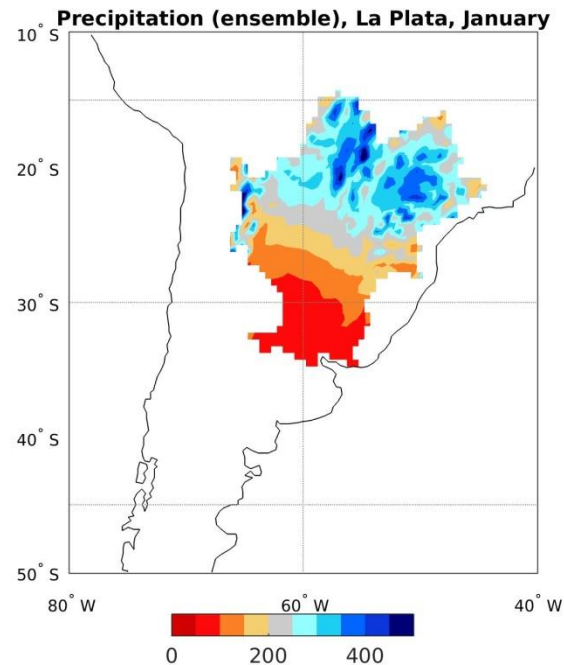 Precipitation (ensemble), La Plata, January
10° S
20° S
30° S
40° S
50° S
80° W
60° W
40° W
0
200
400